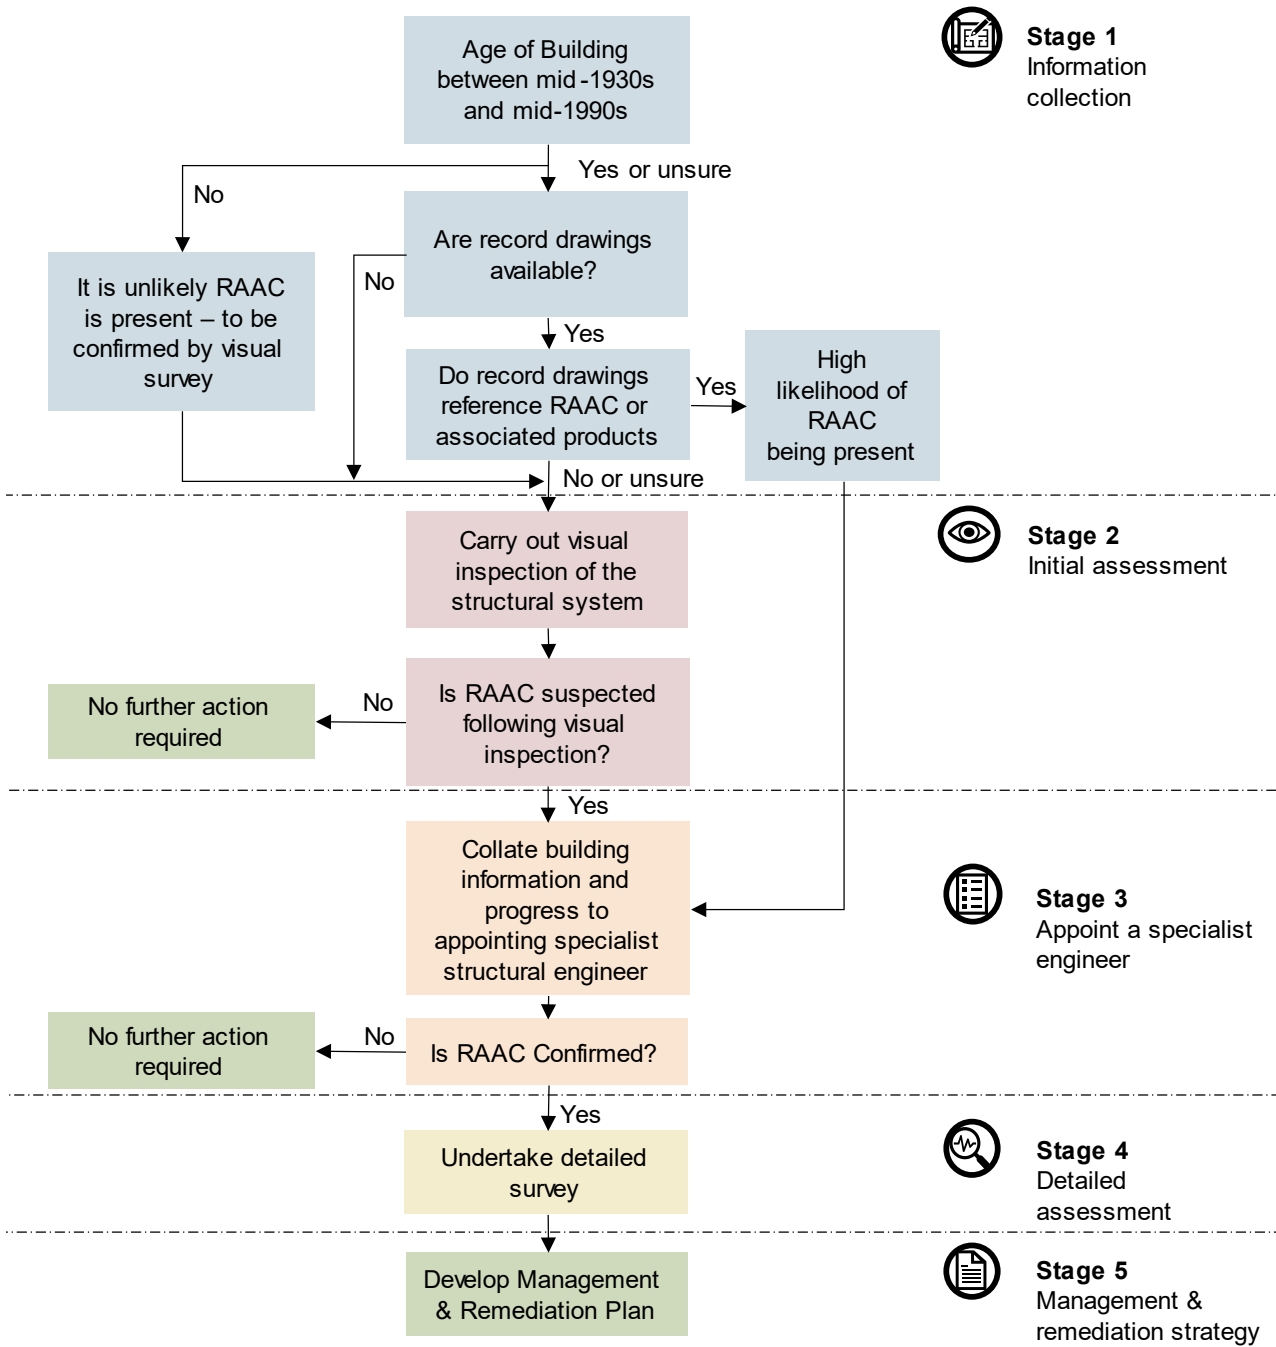 Age of Building
between mid-1930s
and mid-1990s
Stage 1
Information
collection
No
Yes or unsure
Are record drawings
available?
It is unlikely RAAC
is present – to be
confirmed by visual
survey
No
Yes
Do record drawings
reference RAAC or
associated products
Yes
High
likelihood of
RAAC
being present
No or unsure
Stage 2
Initial assessment
Carry out visual
inspection of the
structural system
Is RAAC suspected
following visual
inspection?
No
No further action
required
Yes
Collate building
information and
progress to
appointing specialist
structural engineer
Stage 3
Appoint a specialist
engineer
Is RAAC Confirmed?
No
No further action
required
Yes
Undertake detailed
survey
Stage 4
Detailed
assessment
Develop Management
& Remediation Plan
Stage 5
Management &
remediation strategy